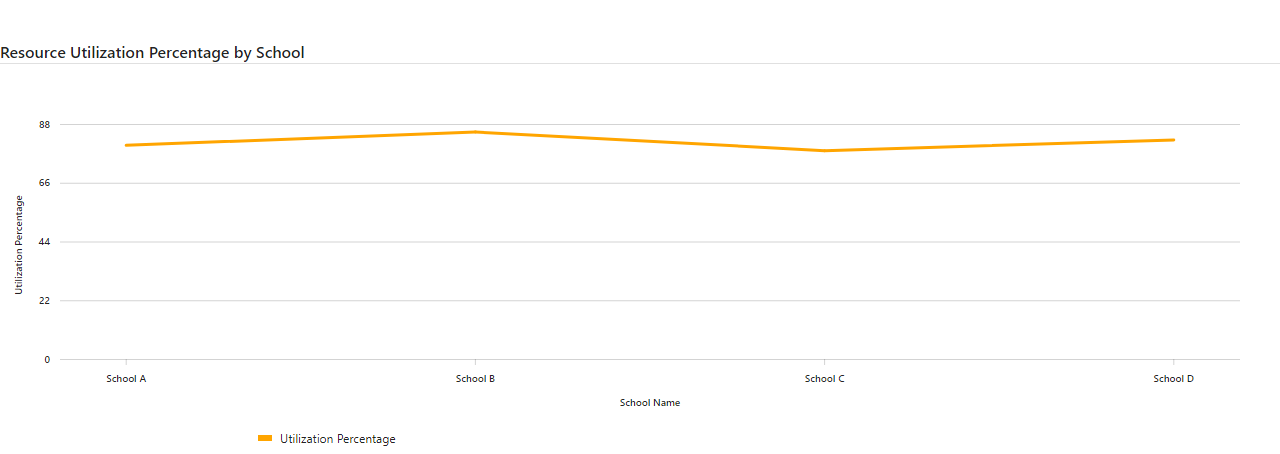 Resource Utilization Percentage by School
88
66
44
22
0
Utilization Percentage
School A
School B
School C
School D
School Name
Utilization Percentage